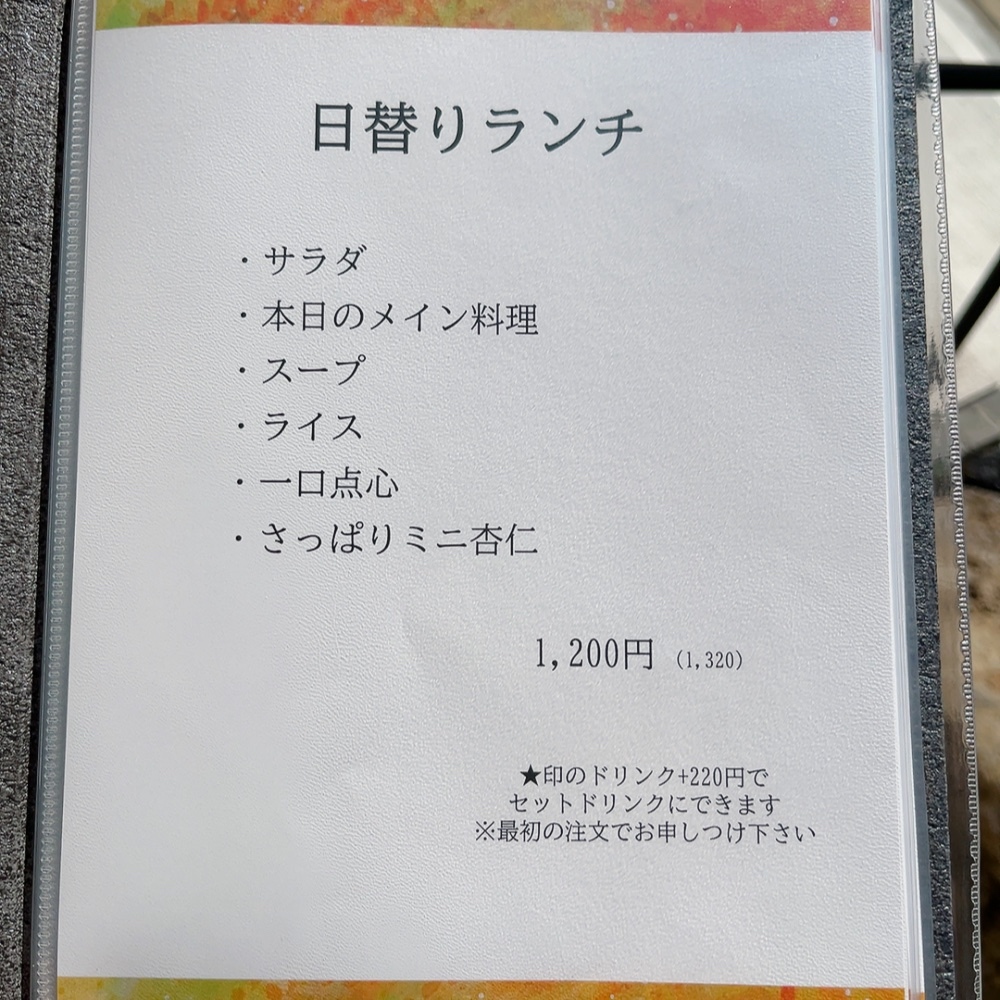 日替りランチ
・サラダ
・本日のメイン料理
・スープ
・ライス
・一口点心
・さっぱりミニ杏仁
1,200円（1,320）
★印のドリンク+220円で
セットドリンクにできます
※最初の注文でお申しつけ下さい